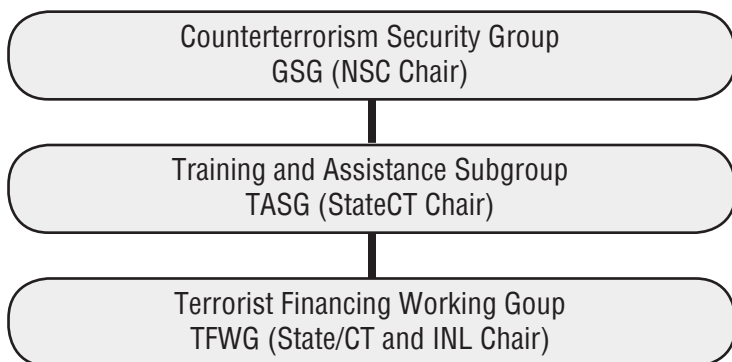 Counterterrorism Security Group
GSG (NSC Chair)
Training and Assistance Subgroup
TASG (StateCT Chair)
Terrorist Financing Working Goup
TFWG (State/CT and INL Chair)